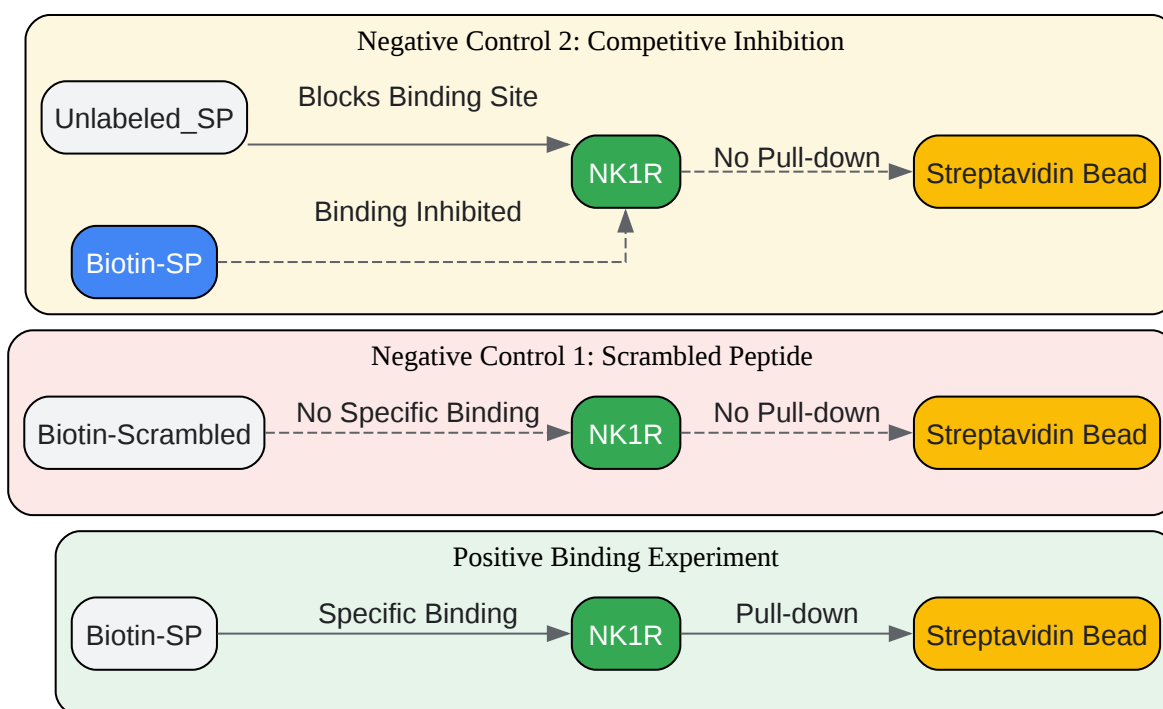 Negative Control 2: Competitive Inhibition
Unlabeled_SP
Blocks Binding Site
NK1R
No Pull-down
Streptavidin Bead
Binding Inhibited
Biotin-SP
Negative Control 1: Scrambled Peptide
Biotin-Scrambled
No Specific Binding
NK1R
No Pull-down
Streptavidin Bead
Positive Binding Experiment
Biotin-SP
Specific Binding
NK1R
Pull-down
Streptavidin Bead